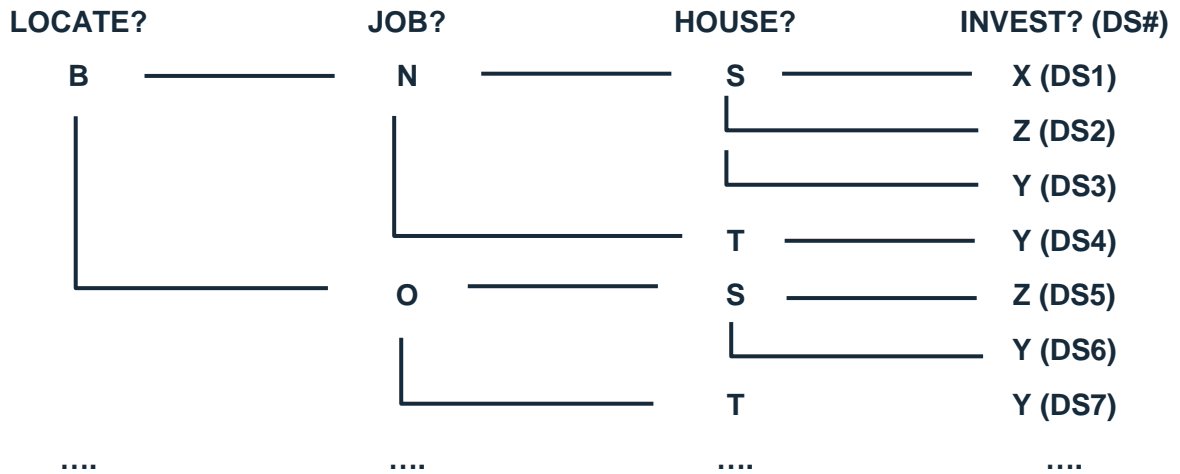 LOCATE? JOB? HOUSE? INVEST? (DS#)
B N S X (DS1)
Z (DS2)
Y (DS3)
T Y (DS4)
O S Z (DS5)
Y (DS6)
T Y (DS7)
.... .... .... ....